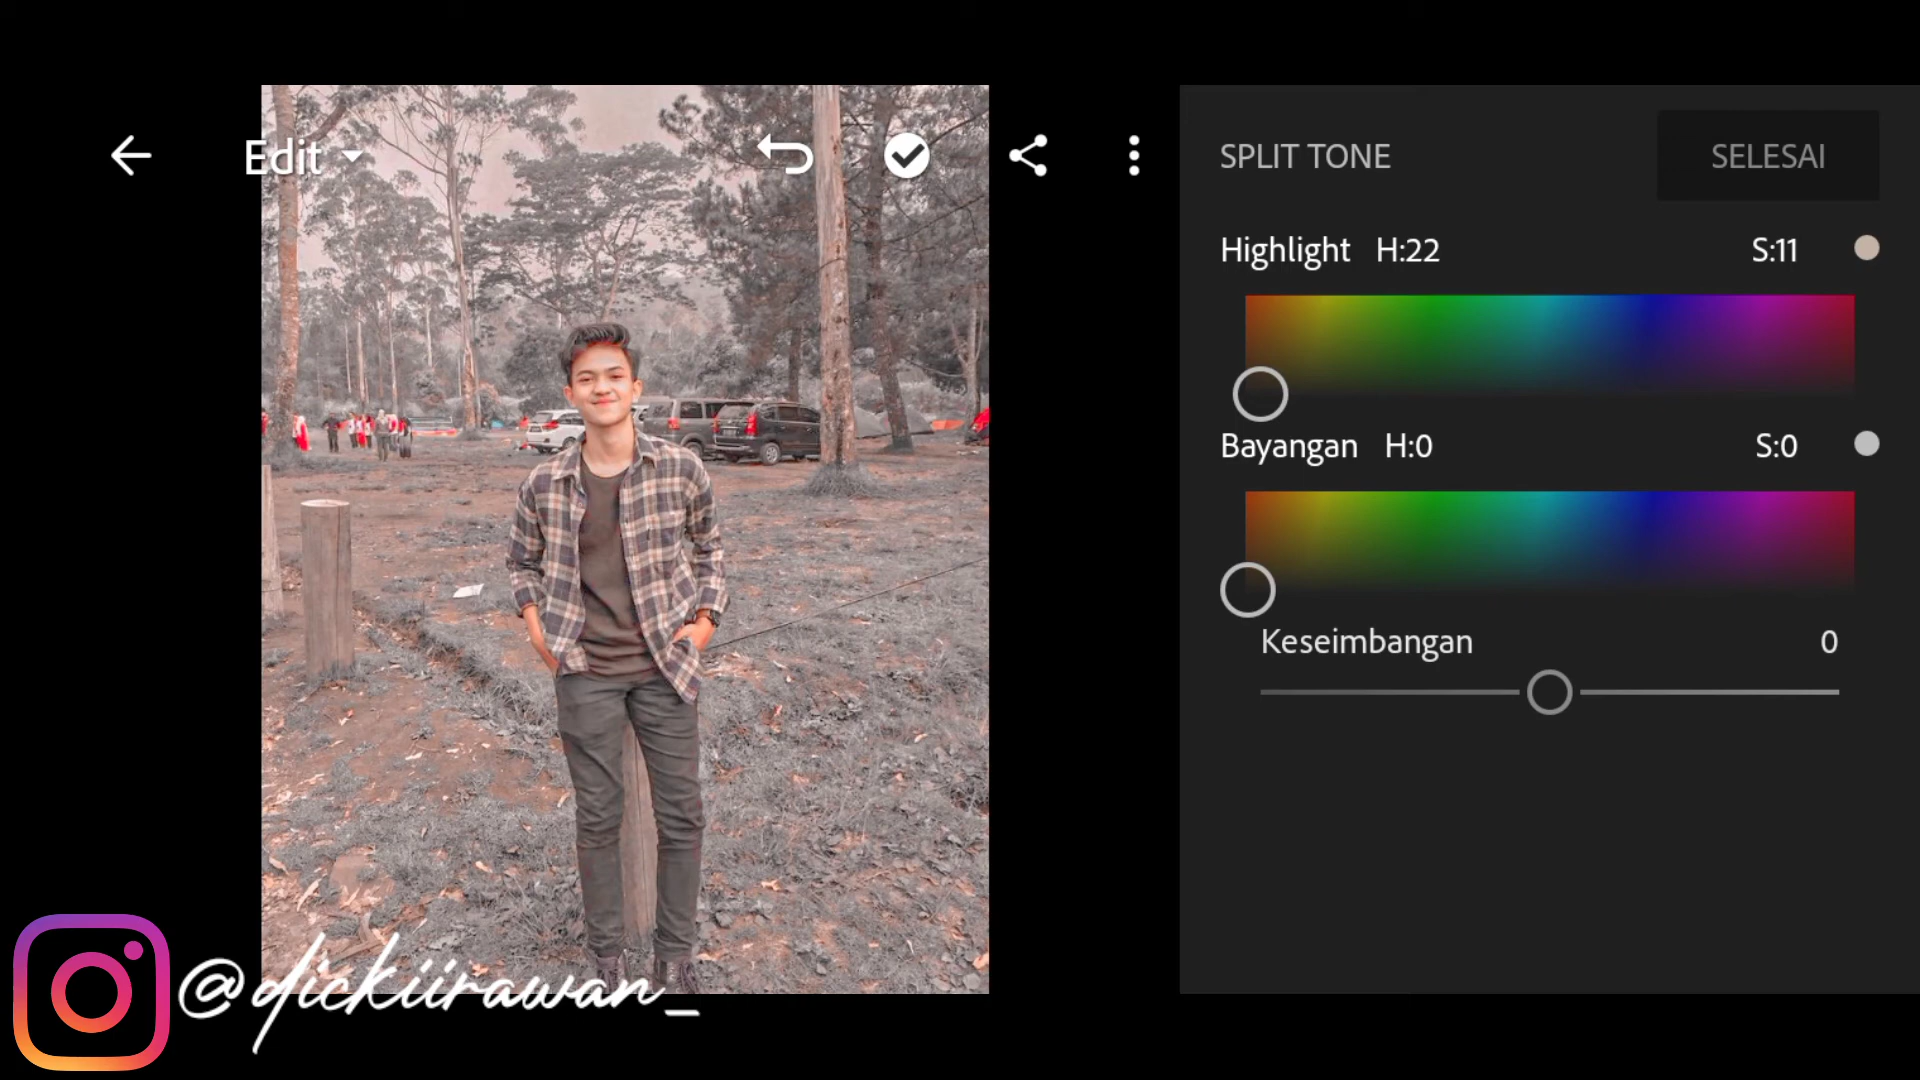 Edit
SPLIT TONE
SELESAI
Highlight H:22 S:11
Bayangan H:0 S:0
Keseimbangan 0
@dickiirawan_